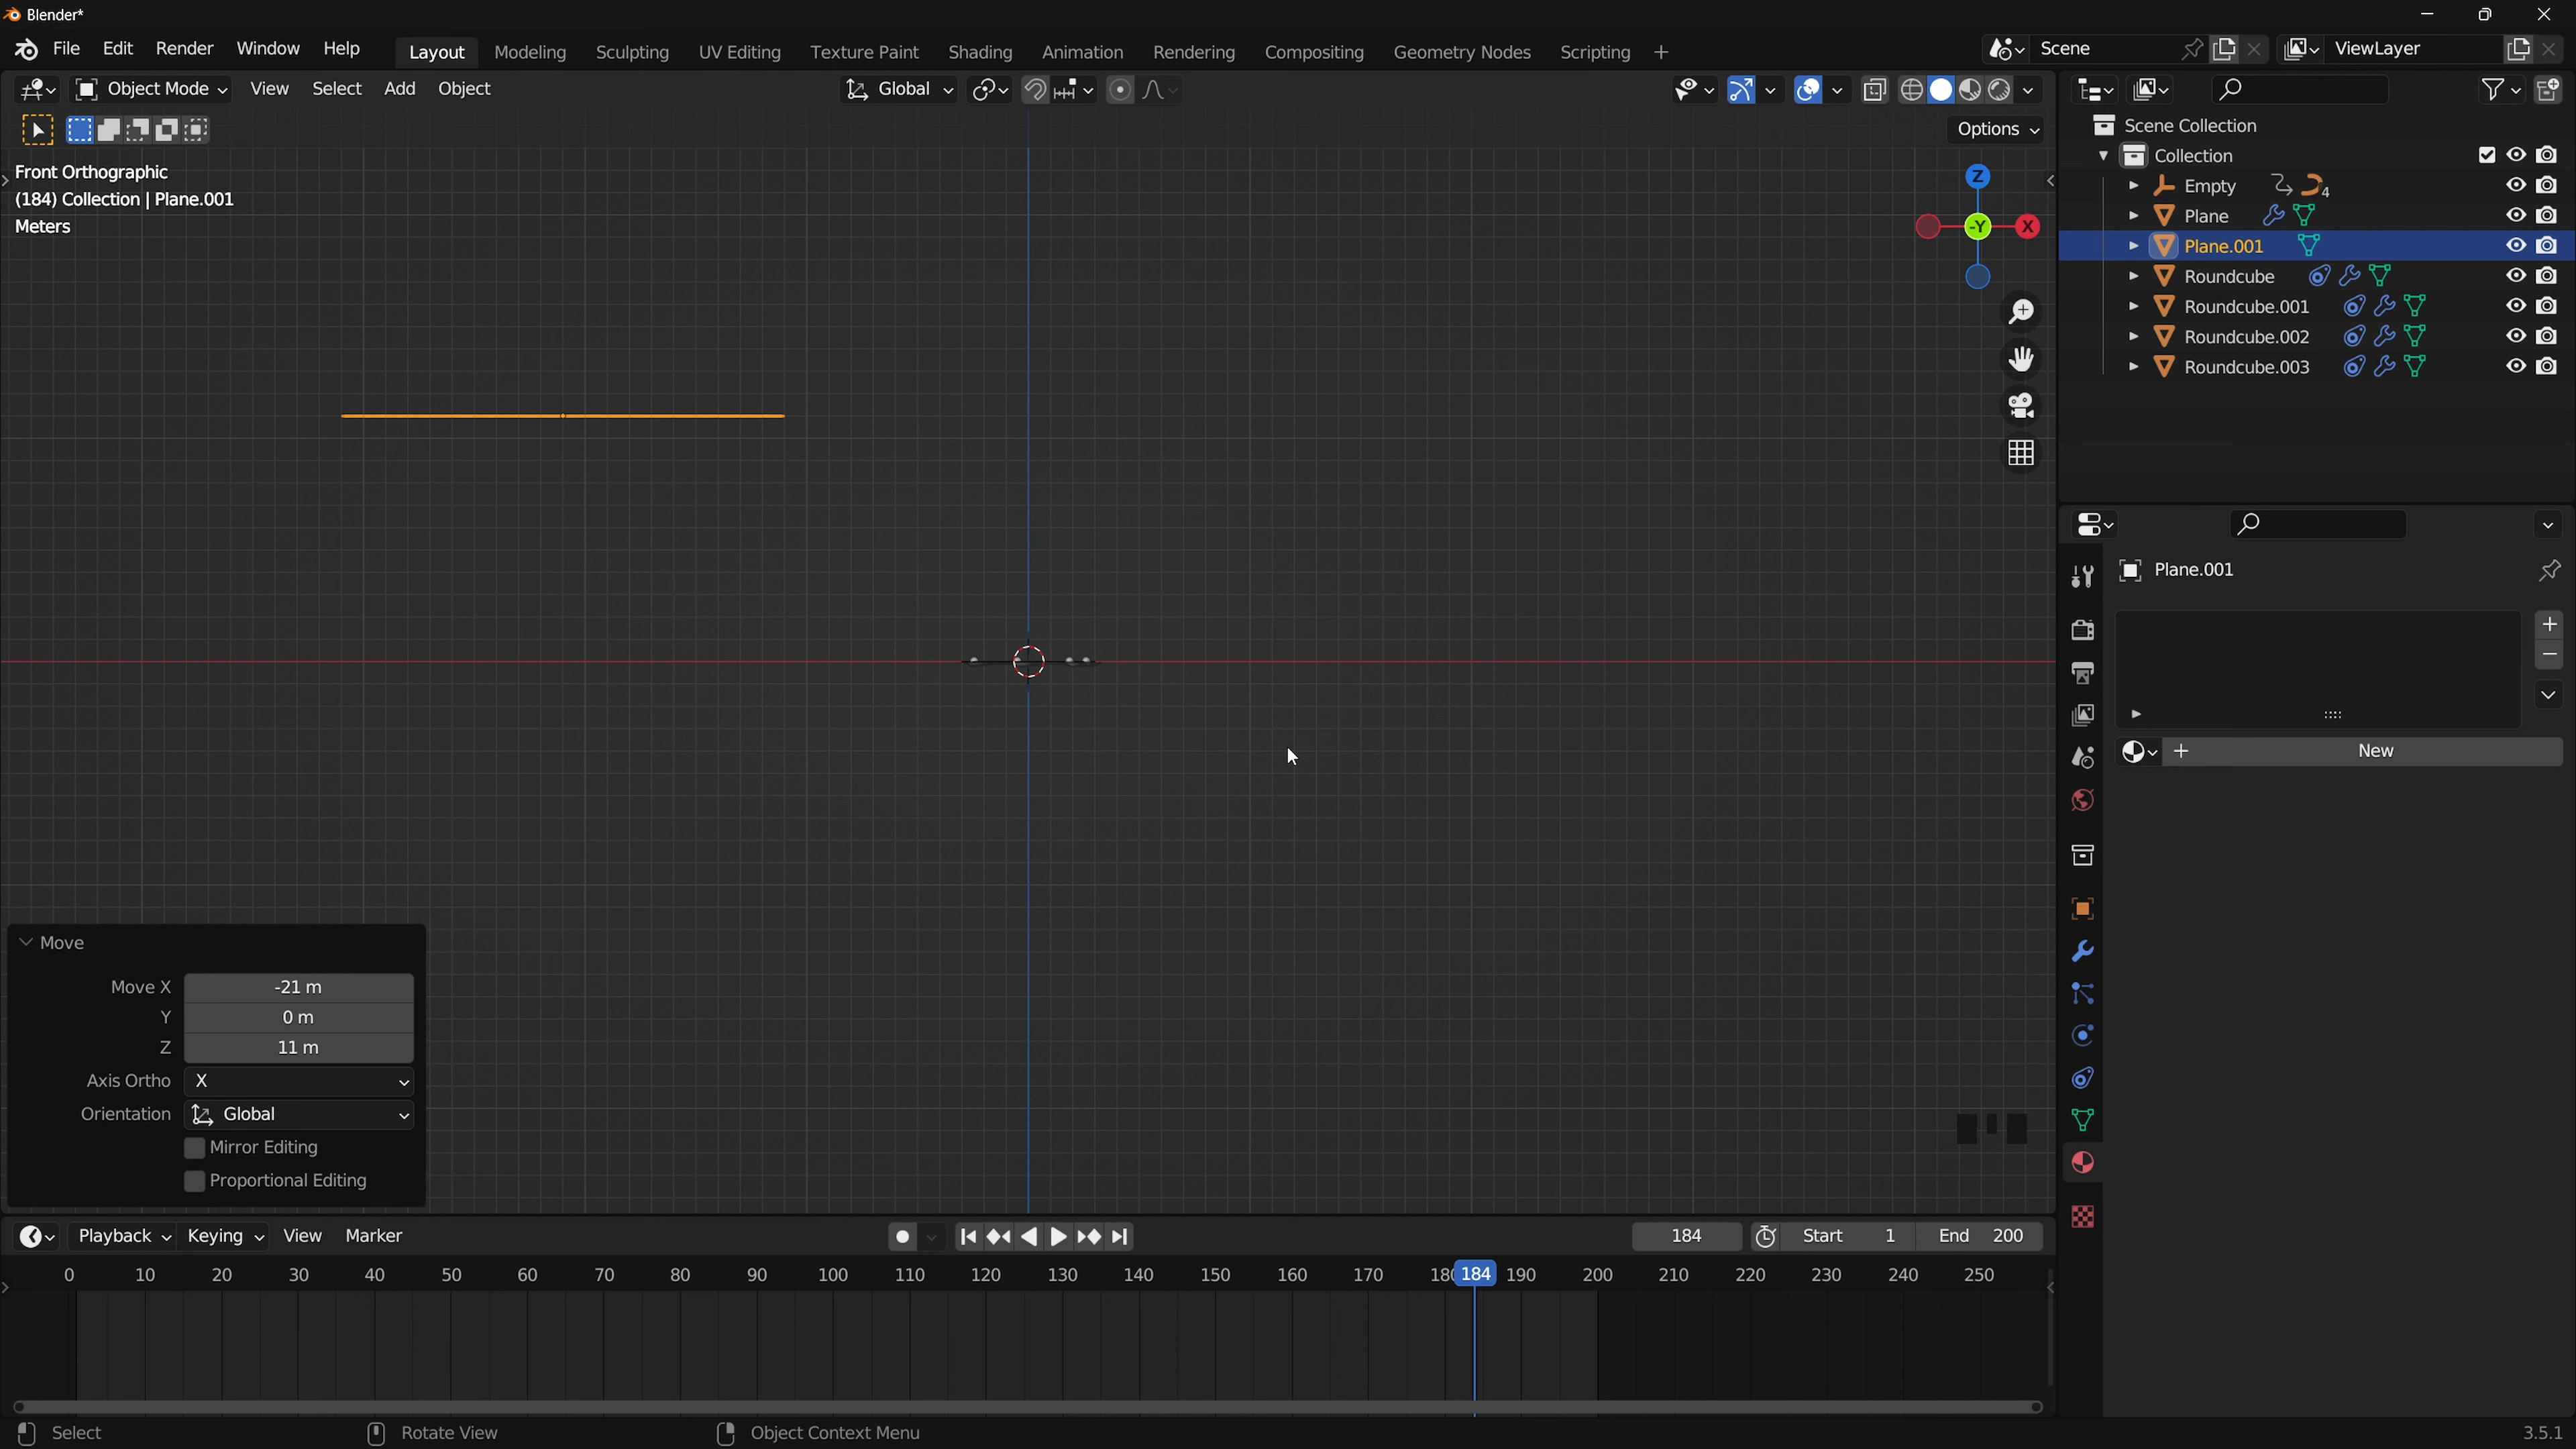 Blender*
File Edit Render Window Help Layout Modeling Sculpting UV Editing Texture Paint Shading Animation Rendering Compositing Geometry Nodes Scripting + Scene ViewLayer
Object Mode View Select Add Object Global
Options
Front Orthographic
(184) Collection | Plane.001
Meters
Z
-Y X
Scene Collection
Collection
Empty 4
Plane
Plane.001
Roundcube
Roundcube.001
Roundcube.002
Roundcube.003
Plane.001
+ New
Move
Move X -21 m
Y 0 m
Z 11 m
Axis Ortho X
Orientation Global
Mirror Editing
Proportional Editing
Playback Keying View Marker 184 Start 1 End 200
0 10 20 30 40 50 60 70 80 90 100 110 120 130 140 150 160 170 184 190 200 210 220 230 240 250
Select Rotate View Object Context Menu 3.5.1